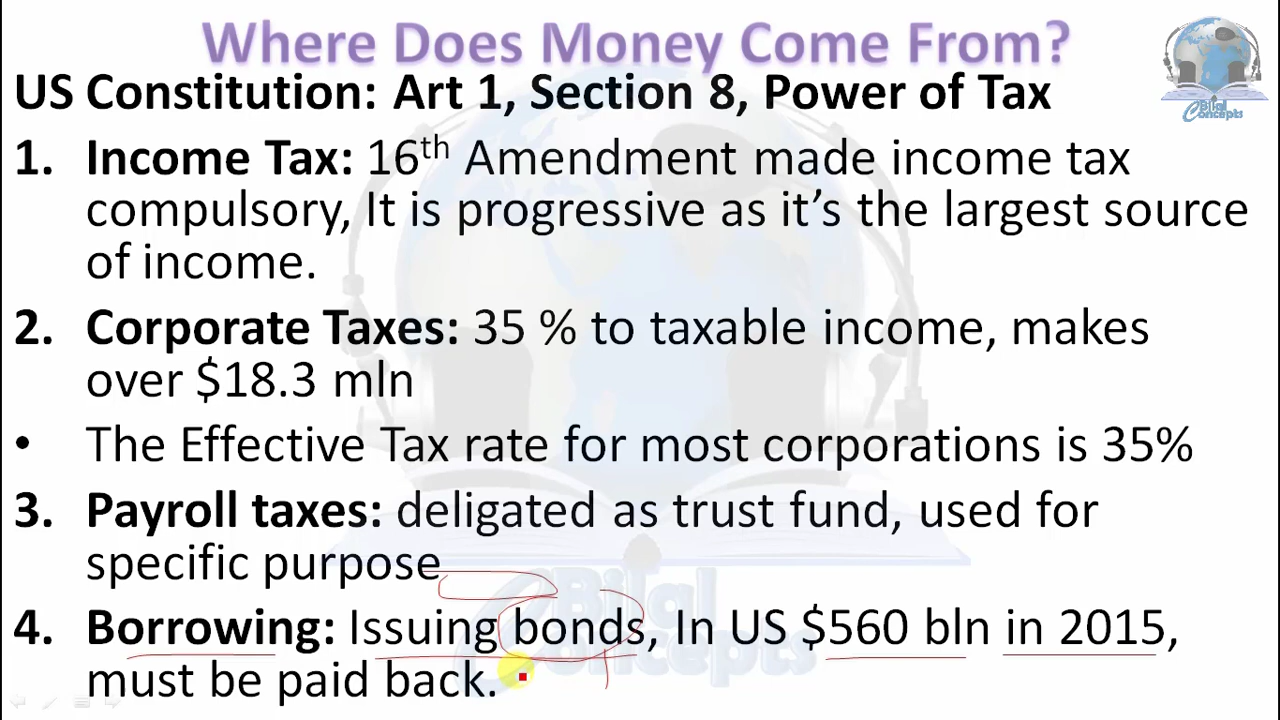 Where Does Money Come From?
US Constitution: Art 1, Section 8, Power of Tax
Bilal
Concepts
1. Income Tax: 16th Amendment made income tax
compulsory, It is progressive as it's the largest source
of income.
2. Corporate Taxes: 35 % to taxable income, makes
over $18.3 mln
• The Effective Tax rate for most corporations is 35%
3. Payroll taxes: deligated as trust fund, used for
specific purpose
4. Borrowing: Issuing bonds, In US $560 bln in 2015,
must be paid back.
Bilal
Concepts